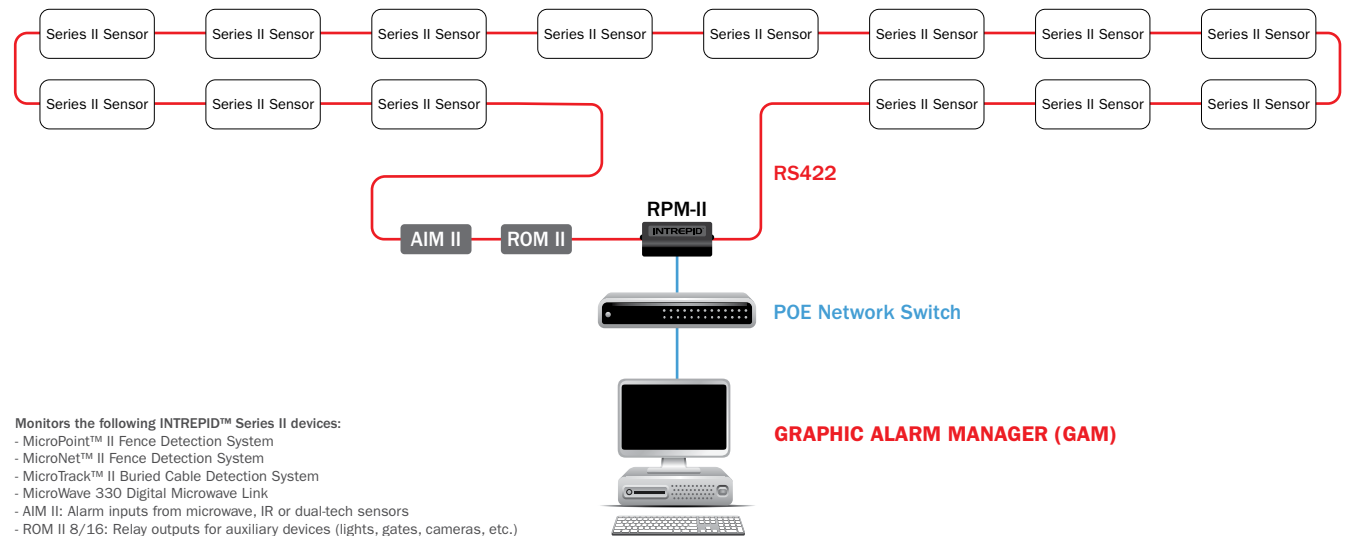 Series II Sensor
Series II Sensor
Series II Sensor
Series II Sensor
Series II Sensor
Series II Sensor
Series II Sensor
Series II Sensor
Series II Sensor
Series II Sensor
Series II Sensor
Series II Sensor
Series II Sensor
Series II Sensor
RS422
RPM-II
INTREPID
AIM II
ROM II
POE Network Switch
GRAPHIC ALARM MANAGER (GAM)
Monitors the following INTREPID™ Series II devices:
- MicroPoint™ II Fence Detection System
- MicroNet™ II Fence Detection System
- MicroTrack™ II Buried Cable Detection System
- MicroWave 330 Digital Microwave Link
- AIM II: Alarm inputs from microwave, IR or dual-tech sensors
- ROM II 8/16: Relay outputs for auxiliary devices (lights, gates, cameras, etc.)